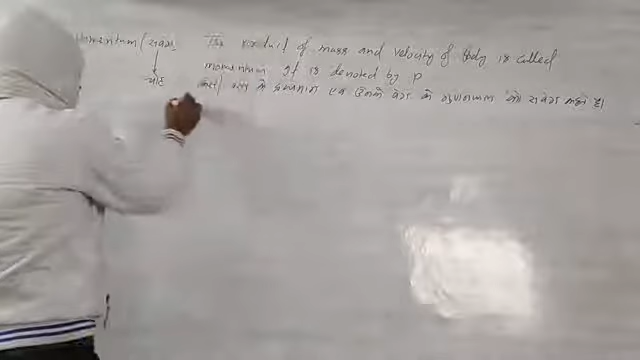 momentum / संवेग The product of mass and velocity of body is called
momentum It is denoted by p
चोट किसी वस्तु के द्रव्यमान एवं उसके वेग के गुणनफल को संवेग कहते है।